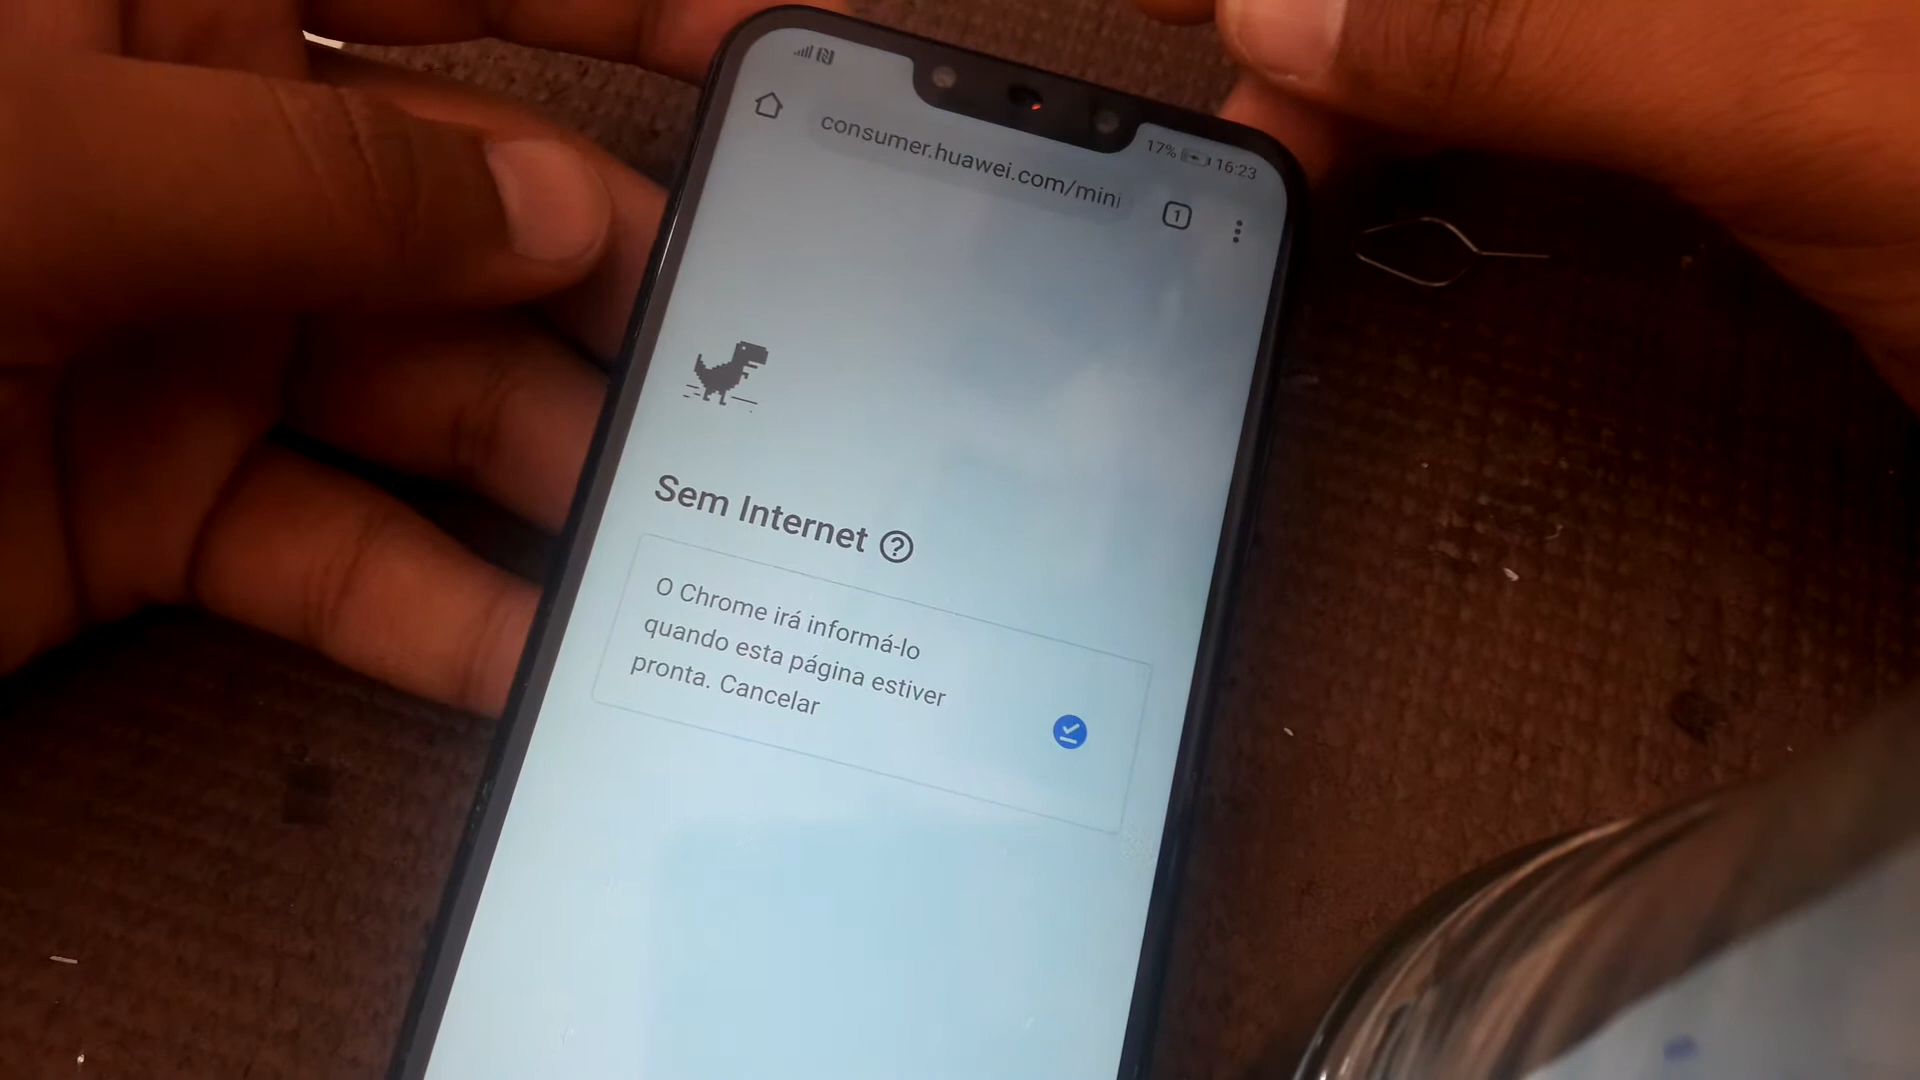 17% 16:23
consumer.huawei.com/mini
1
Sem Internet
O Chrome irá informá-lo
quando esta página estiver
pronta. Cancelar